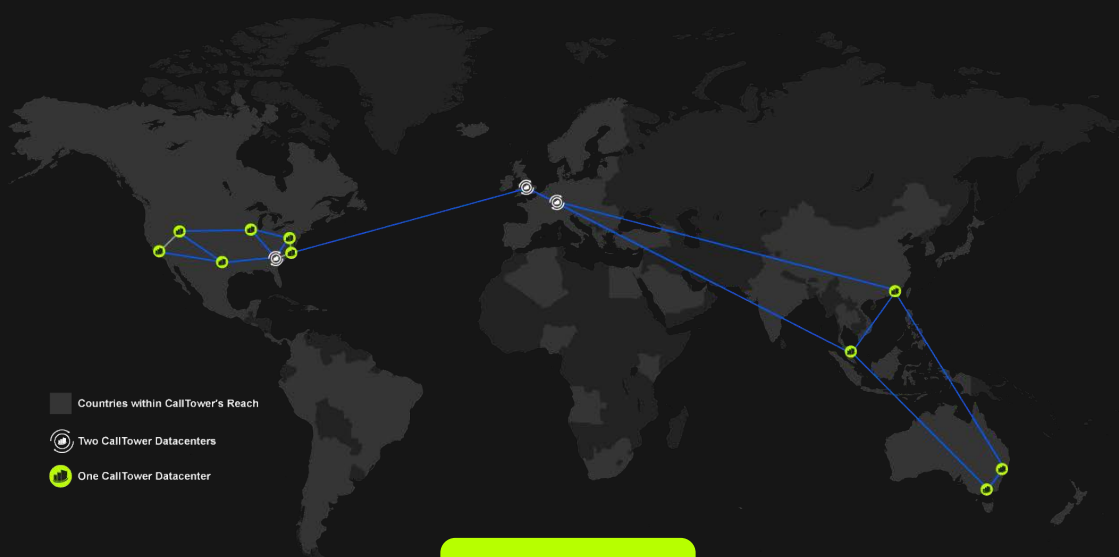 Countries within CallTower's Reach
Two CallTower Datacenters
One CallTower Datacenter